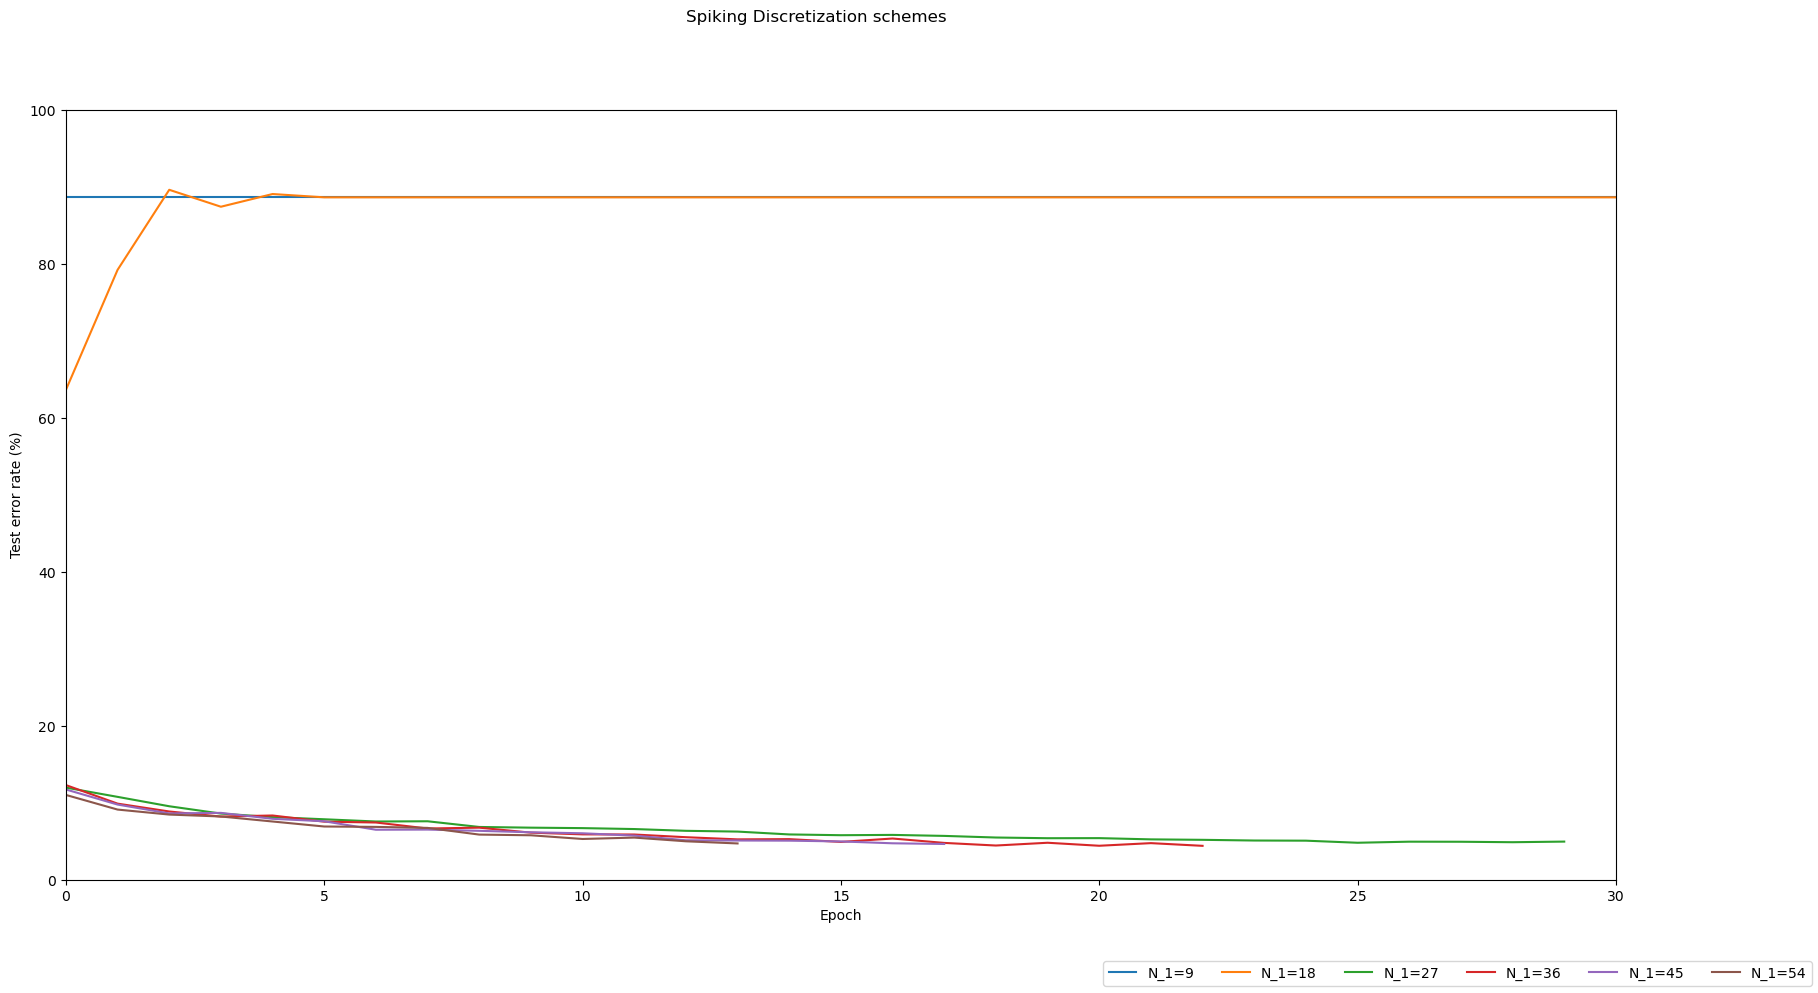 Spiking Discretization schemes
100
80
60
40
20
0
Test error rate (%)
0 5 10 15 20 25 30
Epoch
N_1=9 N_1=18 N_1=27 N_1=36 N_1=45 N_1=54